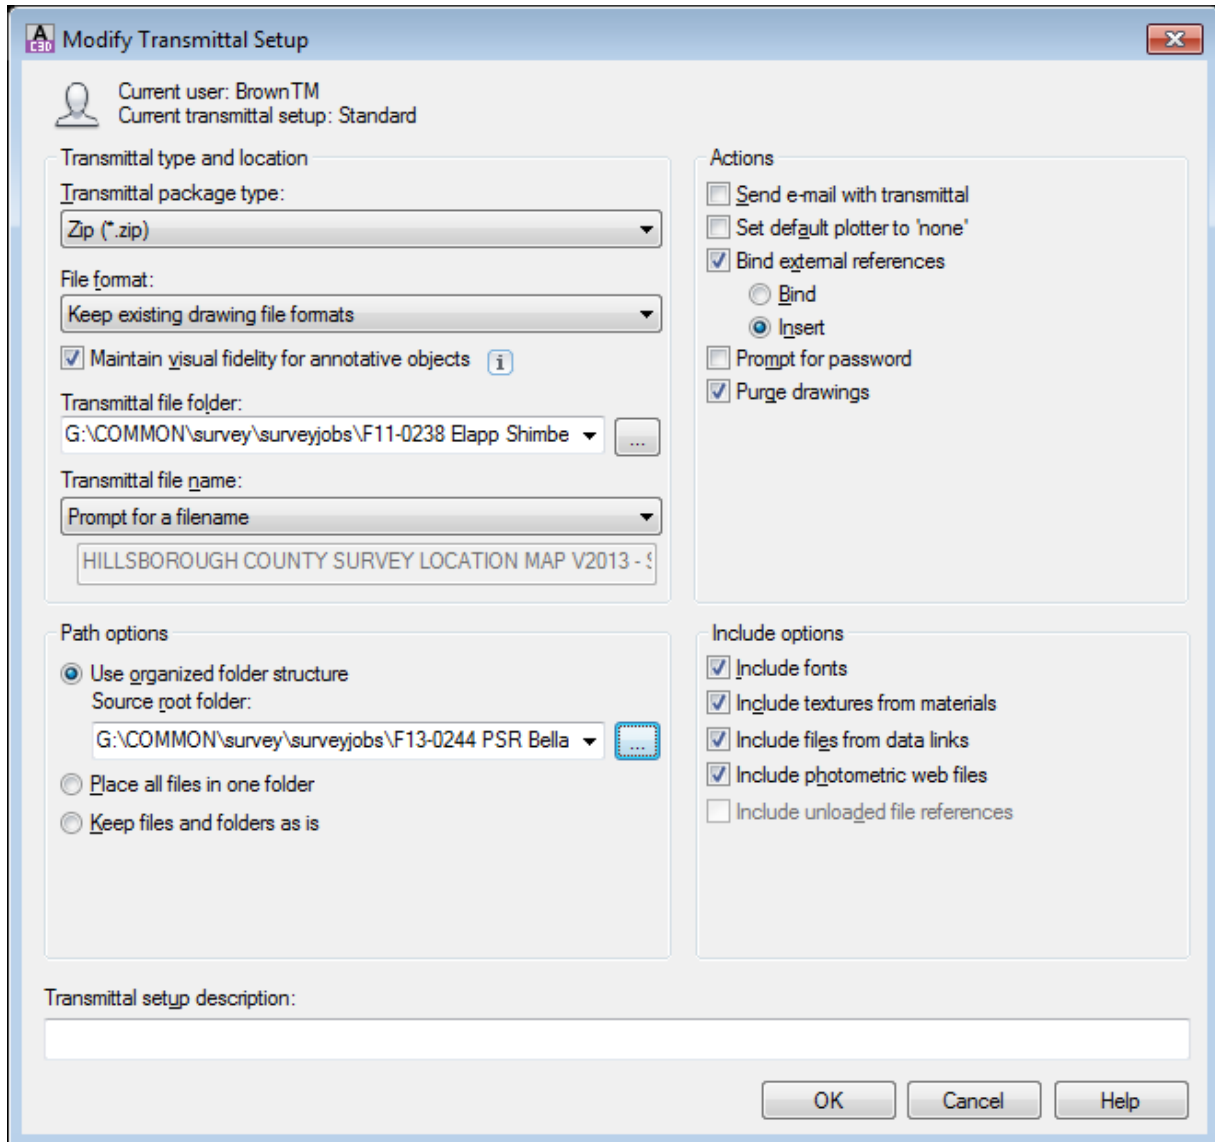 A
C3D
Modify Transmittal Setup
Current user: BrownTM
Current transmittal setup: Standard
Transmittal type and location
Transmittal package type:
Zip (*.zip)
File format:
Keep existing drawing file formats
Maintain visual fidelity for annotative objects
i
Transmittal file folder:
G:\COMMON\survey\surveyjobs\F11-0238 Elapp Shimbe
...
Transmittal file name:
Prompt for a filename
HILLSBOROUGH COUNTY SURVEY LOCATION MAP V2013 -
Actions
Send e-mail with transmittal
Set default plotter to 'none'
Bind external references
Bind
Insert
Prompt for password
Purge drawings
Path options
Use organized folder structure
Source root folder:
G:\COMMON\survey\surveyjobs\F13-0244 PSR Bella
...
Place all files in one folder
Keep files and folders as is
Include options
Include fonts
Include textures from materials
Include files from data links
Include photometric web files
Include unloaded file references
Transmittal setup description:
OK
Cancel
Help